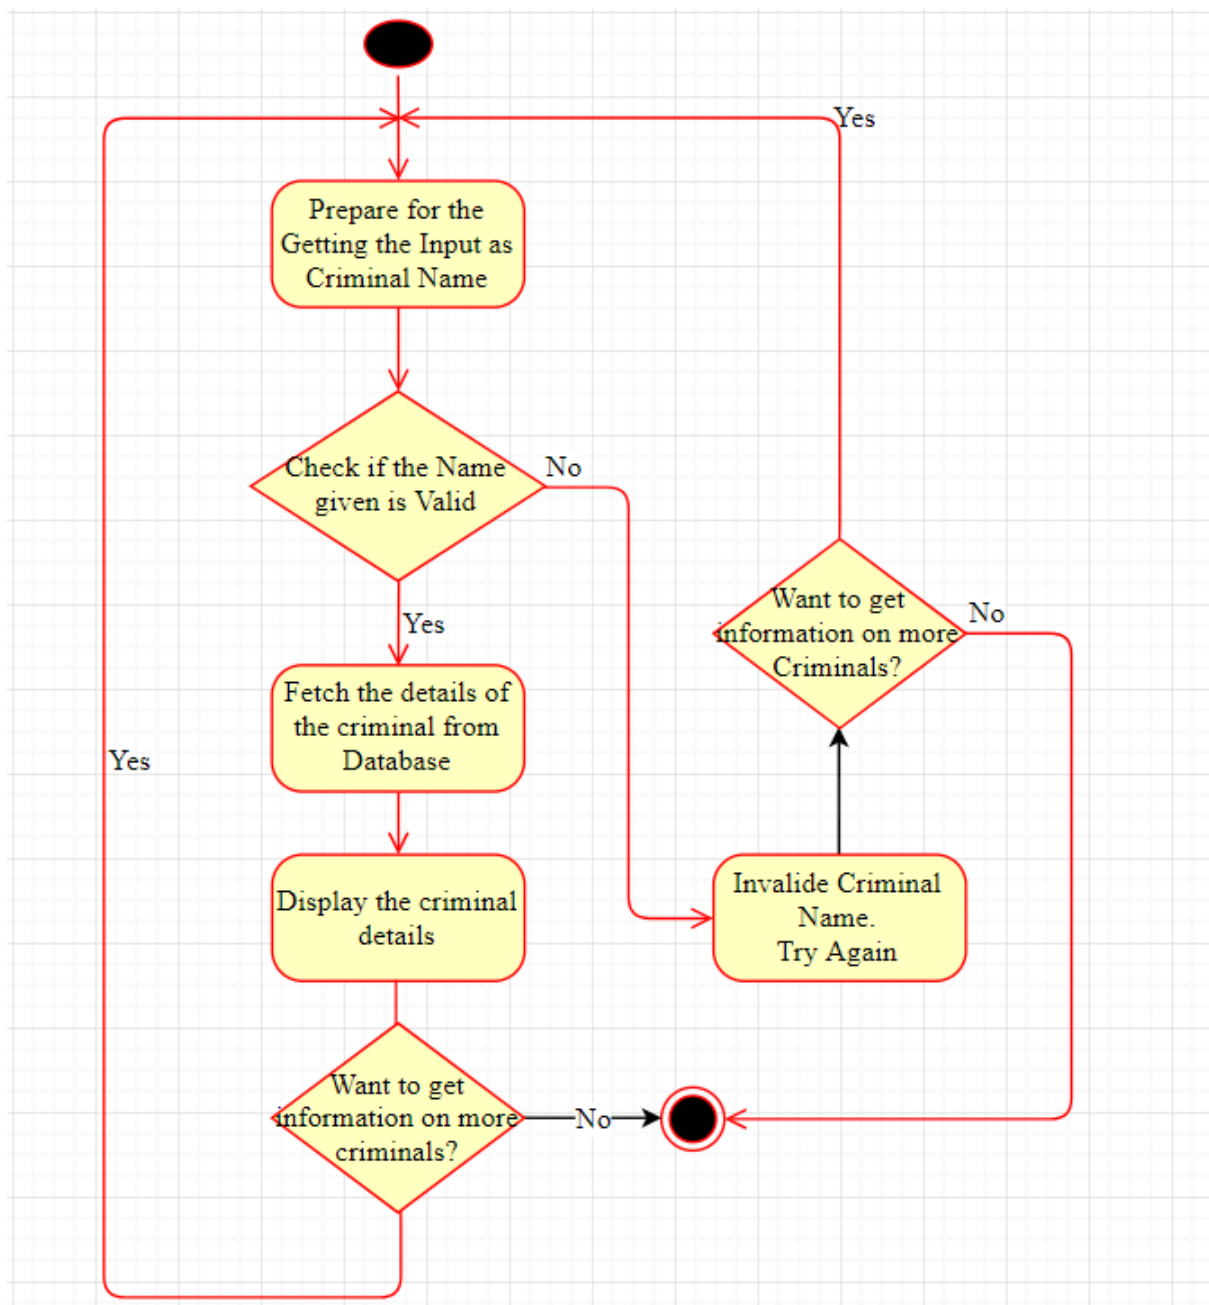 Yes
Prepare for the
Getting the Input as
Criminal Name
Check if the Name
given is Valid
No
Yes
Want to get
information on more
Criminals?
No
Fetch the details of
the criminal from
Database
Yes
Display the criminal
details
Invalide Criminal
Name.
Try Again
Want to get
information on more
criminals?
No